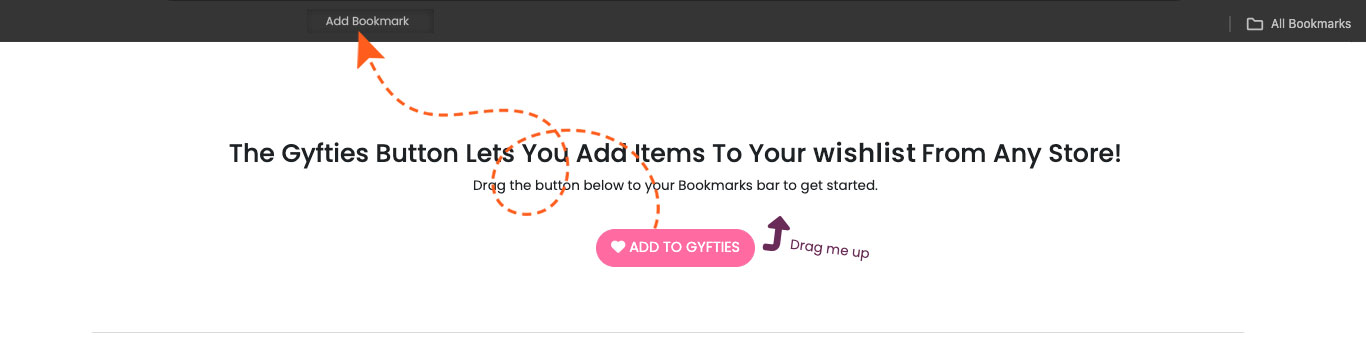 Add Bookmark
All Bookmarks
The Gyfties Button Lets You Add Items To Your wishlist From Any Store!
Drag the button below to your Bookmarks bar to get started.
ADD TO GYFTIES
Drag me up